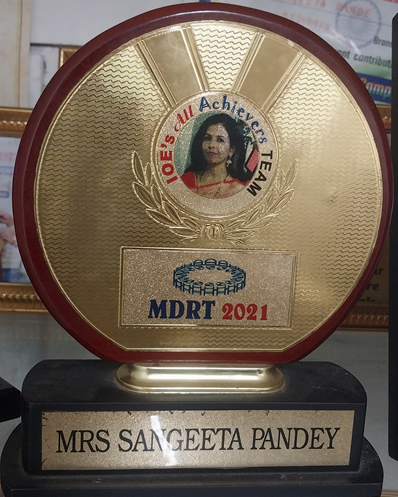 IOE's All Achievers TEAM
MDRT 2021
MRS SANGEETA PANDEY